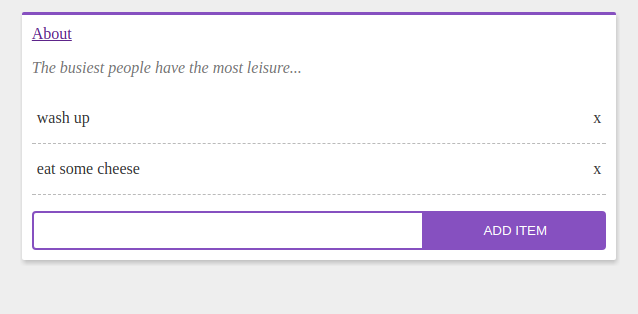 About
The busiest people have the most leisure...
wash up x
eat some cheese x
ADD ITEM